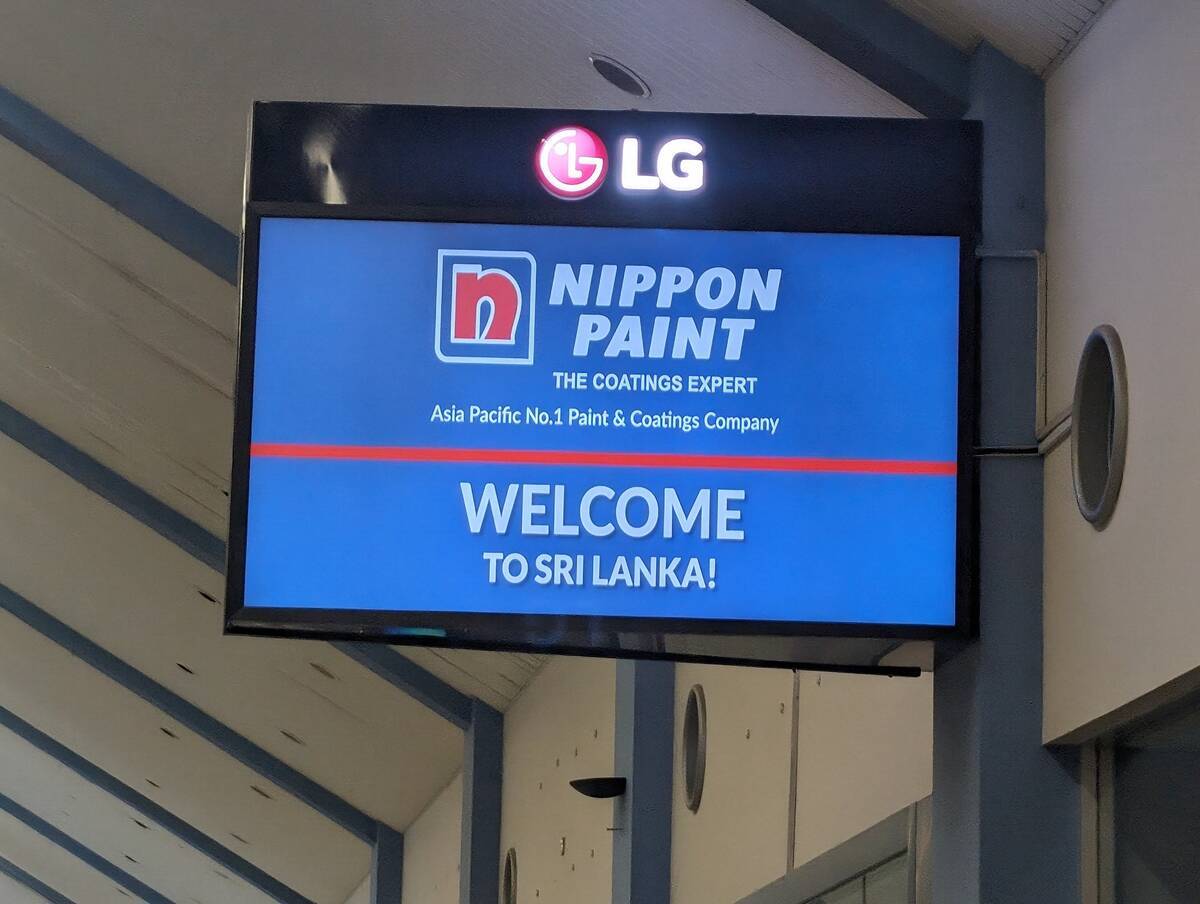 LG
n
NIPPON
PAINT
THE COATINGS EXPERT
Asia Pacific No.1 Paint & Coatings Company
WELCOME
TO SRI LANKA!